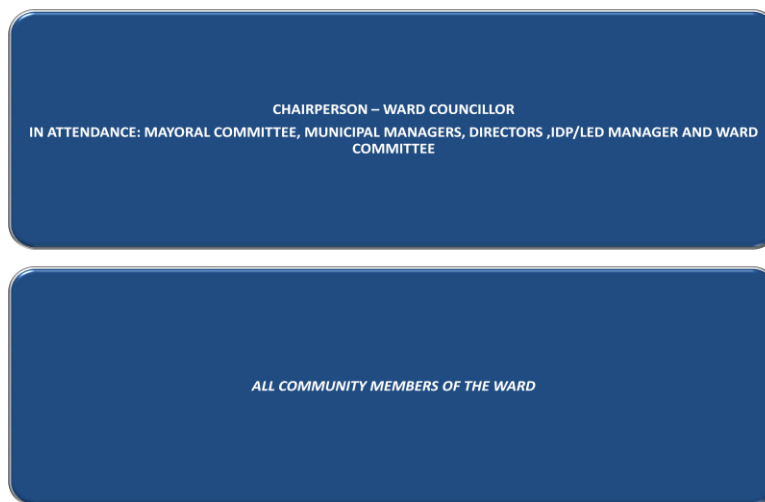 CHAIRPERSON – WARD COUNCILLOR
IN ATTENDANCE: MAYORAL COMMITTEE, MUNICIPAL MANAGERS, DIRECTORS ,IDP/LED MANAGER AND WARD
COMMITTEE
ALL COMMUNITY MEMBERS OF THE WARD